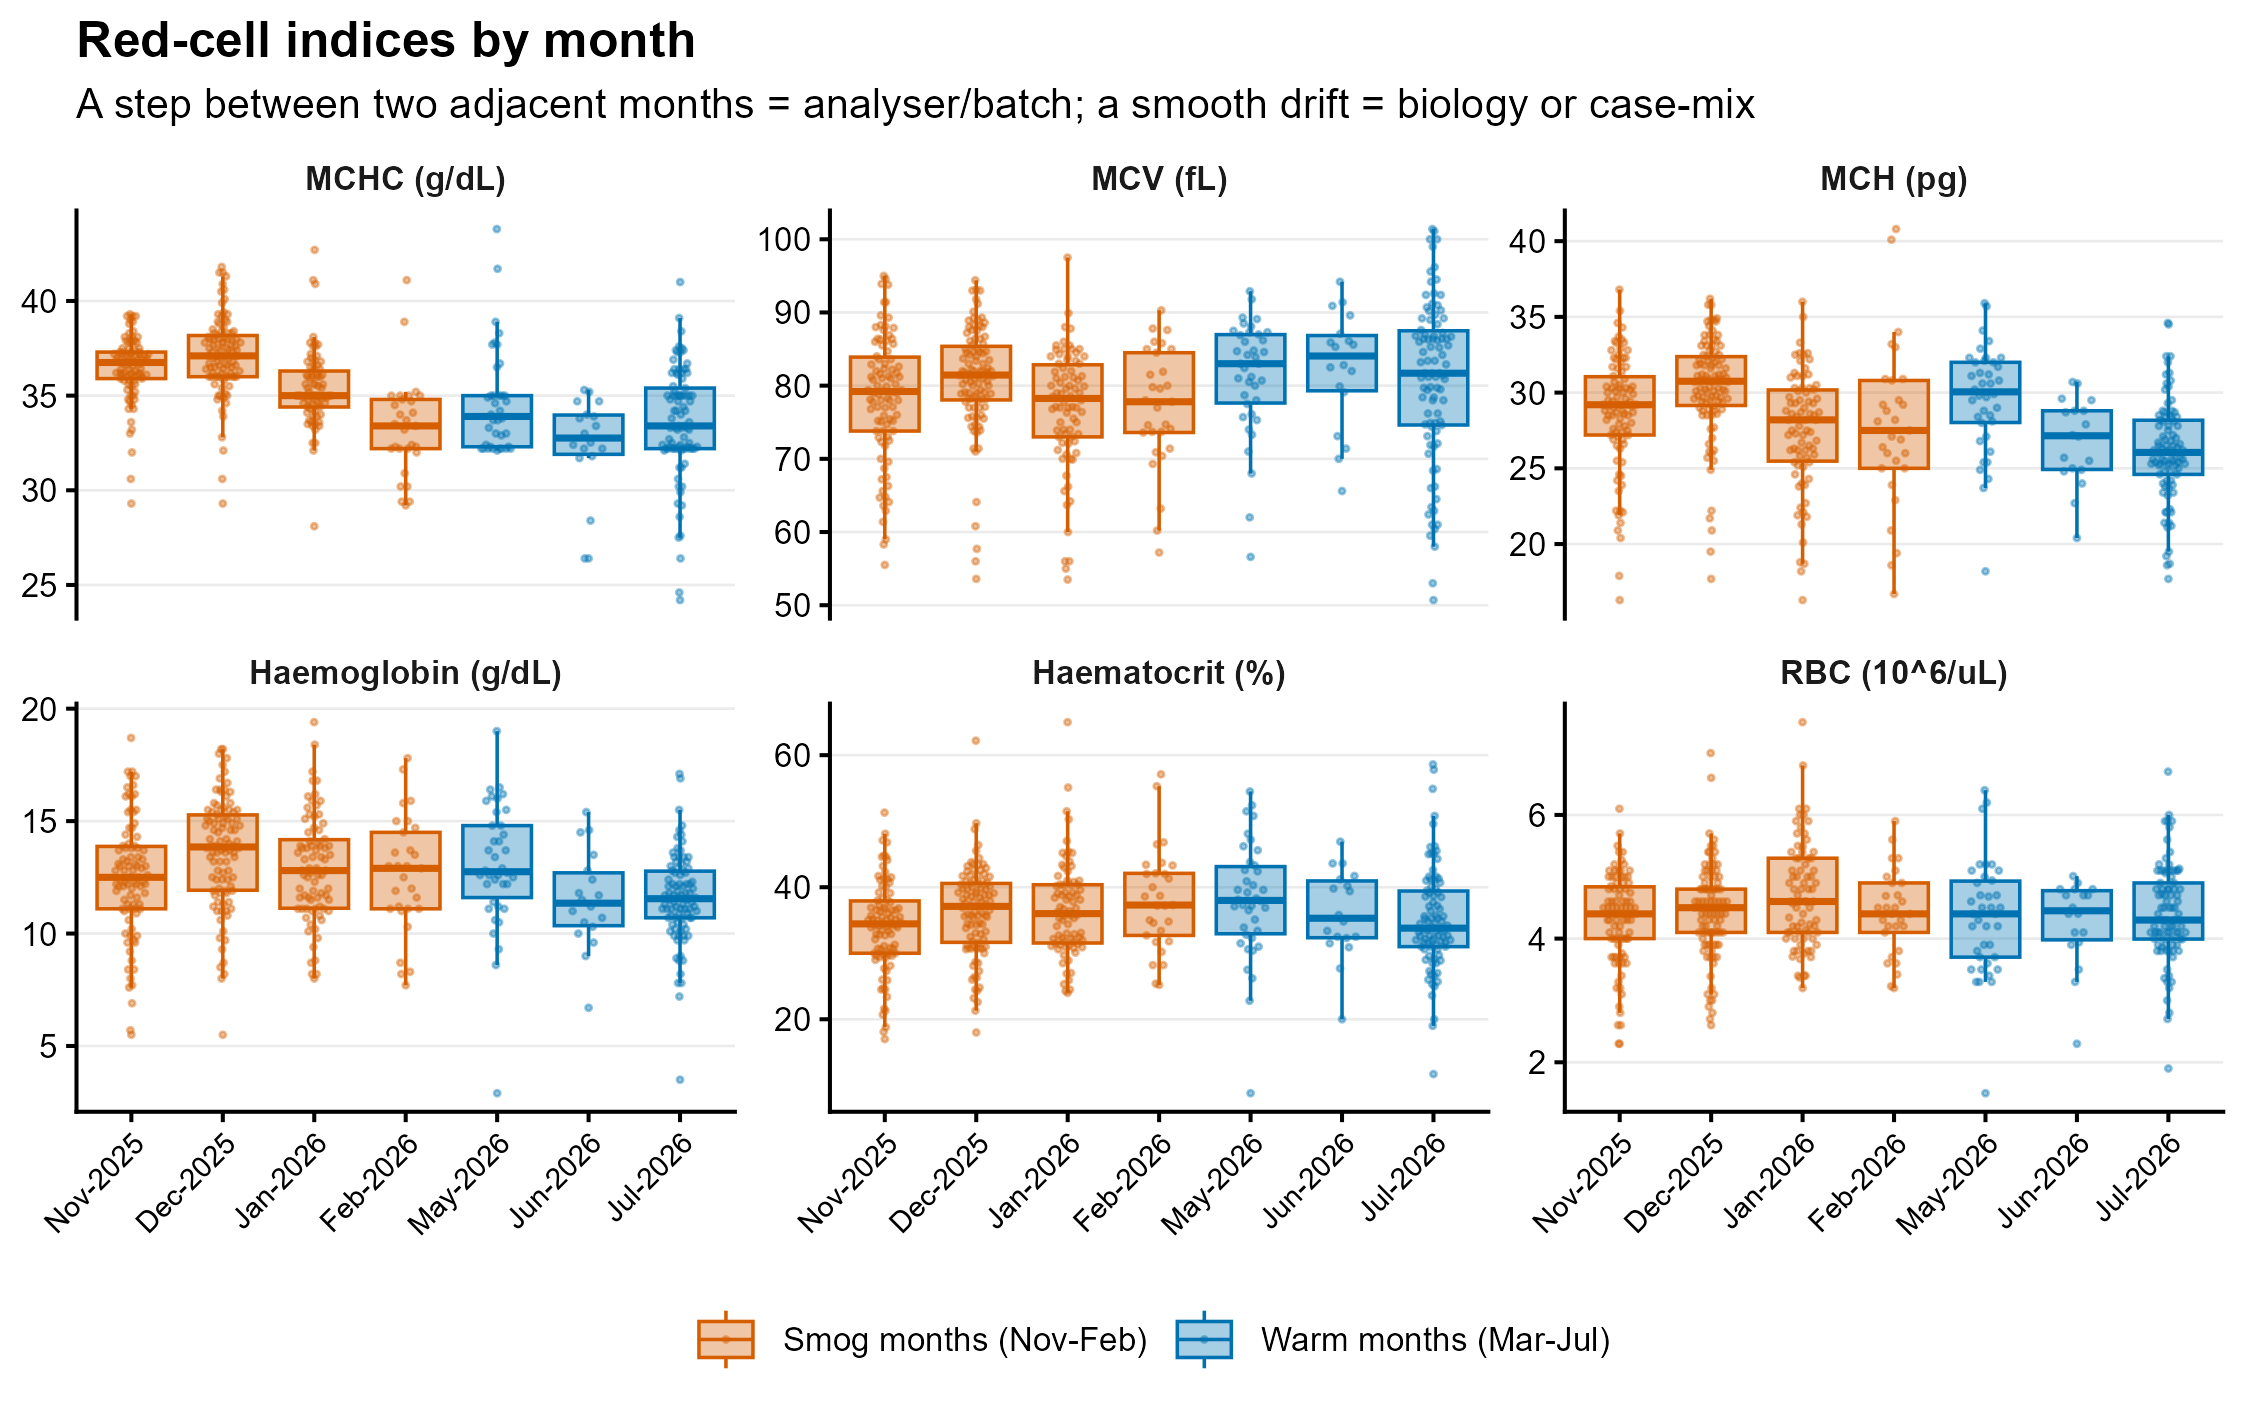 Red-cell indices by month
A step between two adjacent months = analyser/batch; a smooth drift = biology or case-mix
MCHC (g/dL)
40
35
30
25
MCV (fL)
100
90
80
70
60
50
MCH (pg)
40
35
30
25
20
Haemoglobin (g/dL)
20
15
10
5
Nov-2025 Dec-2025 Jan-2026 Feb-2026 May-2026 Jun-2026 Jul-2026
Haematocrit (%)
60
40
20
Nov-2025 Dec-2025 Jan-2026 Feb-2026 May-2026 Jun-2026 Jul-2026
RBC (10^6/uL)
6
4
2
Nov-2025 Dec-2025 Jan-2026 Feb-2026 May-2026 Jun-2026 Jul-2026
Smog months (Nov-Feb) Warm months (Mar-Jul)